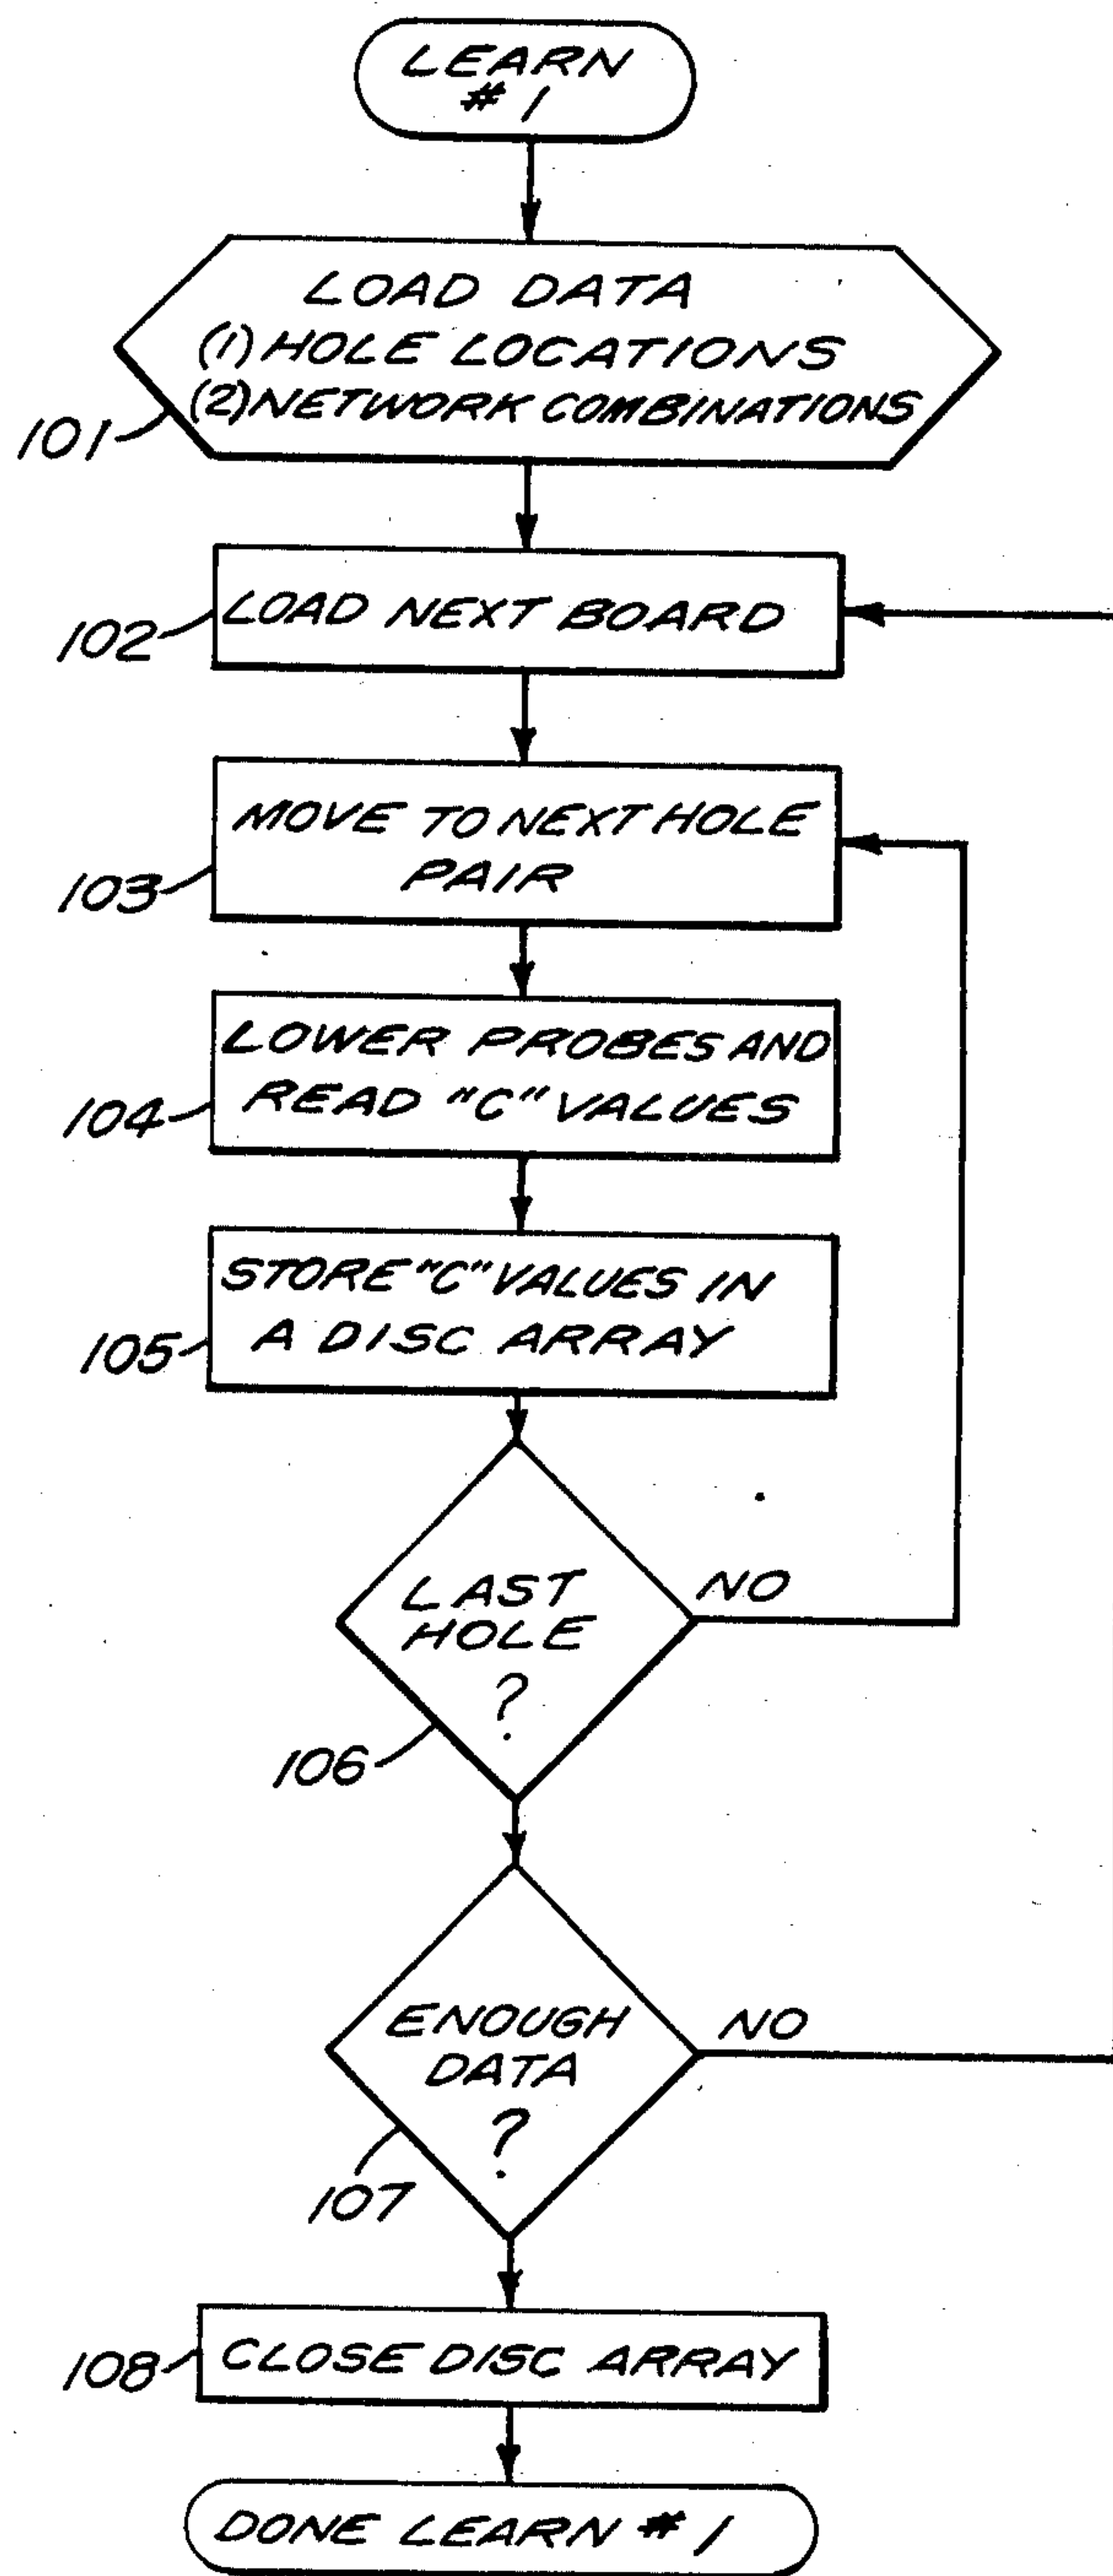 LEARN
# 1
LOAD DATA
(1) HOLE LOCATIONS
(2) NETWORK COMBINATIONS
101
LOAD NEXT BOARD
102
MOVE TO NEXT HOLE
PAIR
103
LOWER PROBES AND
READ "C" VALUES
104
STORE "C" VALUES IN
A DISC ARRAY
105
LAST
HOLE
?
NO
106
ENOUGH
DATA
?
NO
107
CLOSE DISC ARRAY
108
DONE LEARN # 1